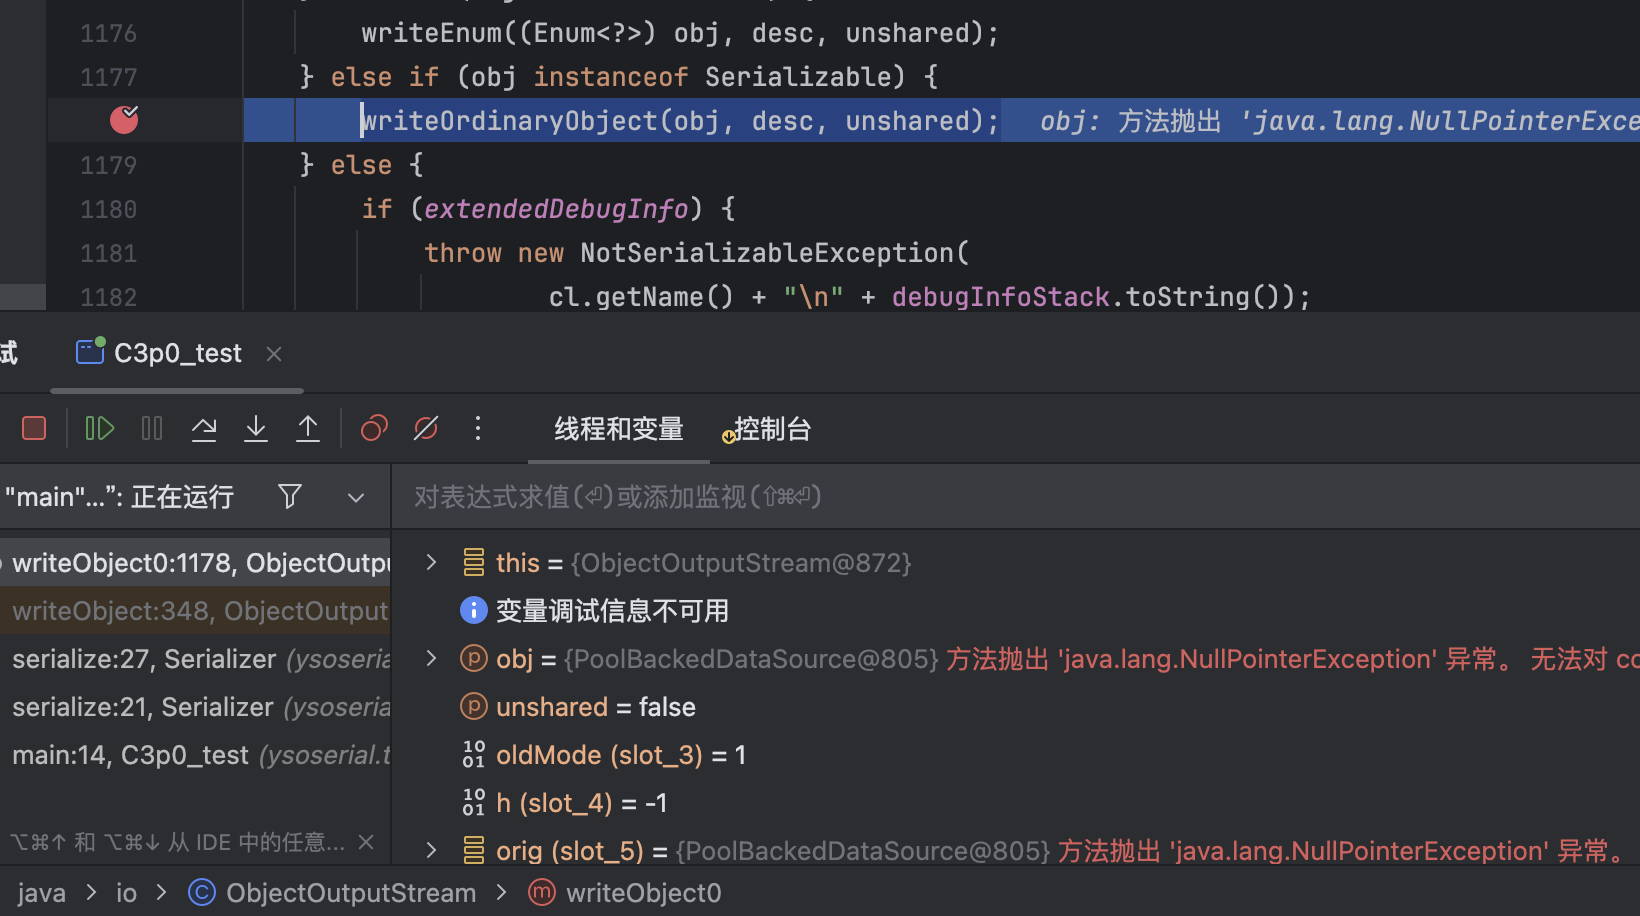 1176 writeEnum((Enum<?>) obj, desc, unshared);
1177 } else if (obj instanceof Serializable) {
writeOrdinaryObject(obj, desc, unshared); obj: 方法抛出 'java.lang.NullPointerExce
1179 } else {
1180 if (extendedDebugInfo) {
1181 throw new NotSerializableException(
1182 cl.getName() + "\n" + debugInfoStack.toString());
试 C3p0_test
线程和变量 控制台
"main"...”: 正在运行 对表达式求值(⏎)或添加监视(⇧⌘⏎)
writeObject0:1178, ObjectOutpu
this = {ObjectOutputStream@872}
writeObject:348, ObjectOutput
变量调试信息不可用
serialize:27, Serializer (ysoseria
obj = {PoolBackedDataSource@805} 方法抛出 'java.lang.NullPointerException' 异常。 无法对 co
serialize:21, Serializer (ysoseria
unshared = false
main:14, C3p0_test (ysoserial.t
oldMode (slot_3) = 1
h (slot_4) = -1
⌥⌘↑ 和 ⌥⌘↓ 从 IDE 中的任意...
orig (slot_5) = {PoolBackedDataSource@805} 方法抛出 'java.lang.NullPointerException' 异常。
java > io > ObjectOutputStream > writeObject0